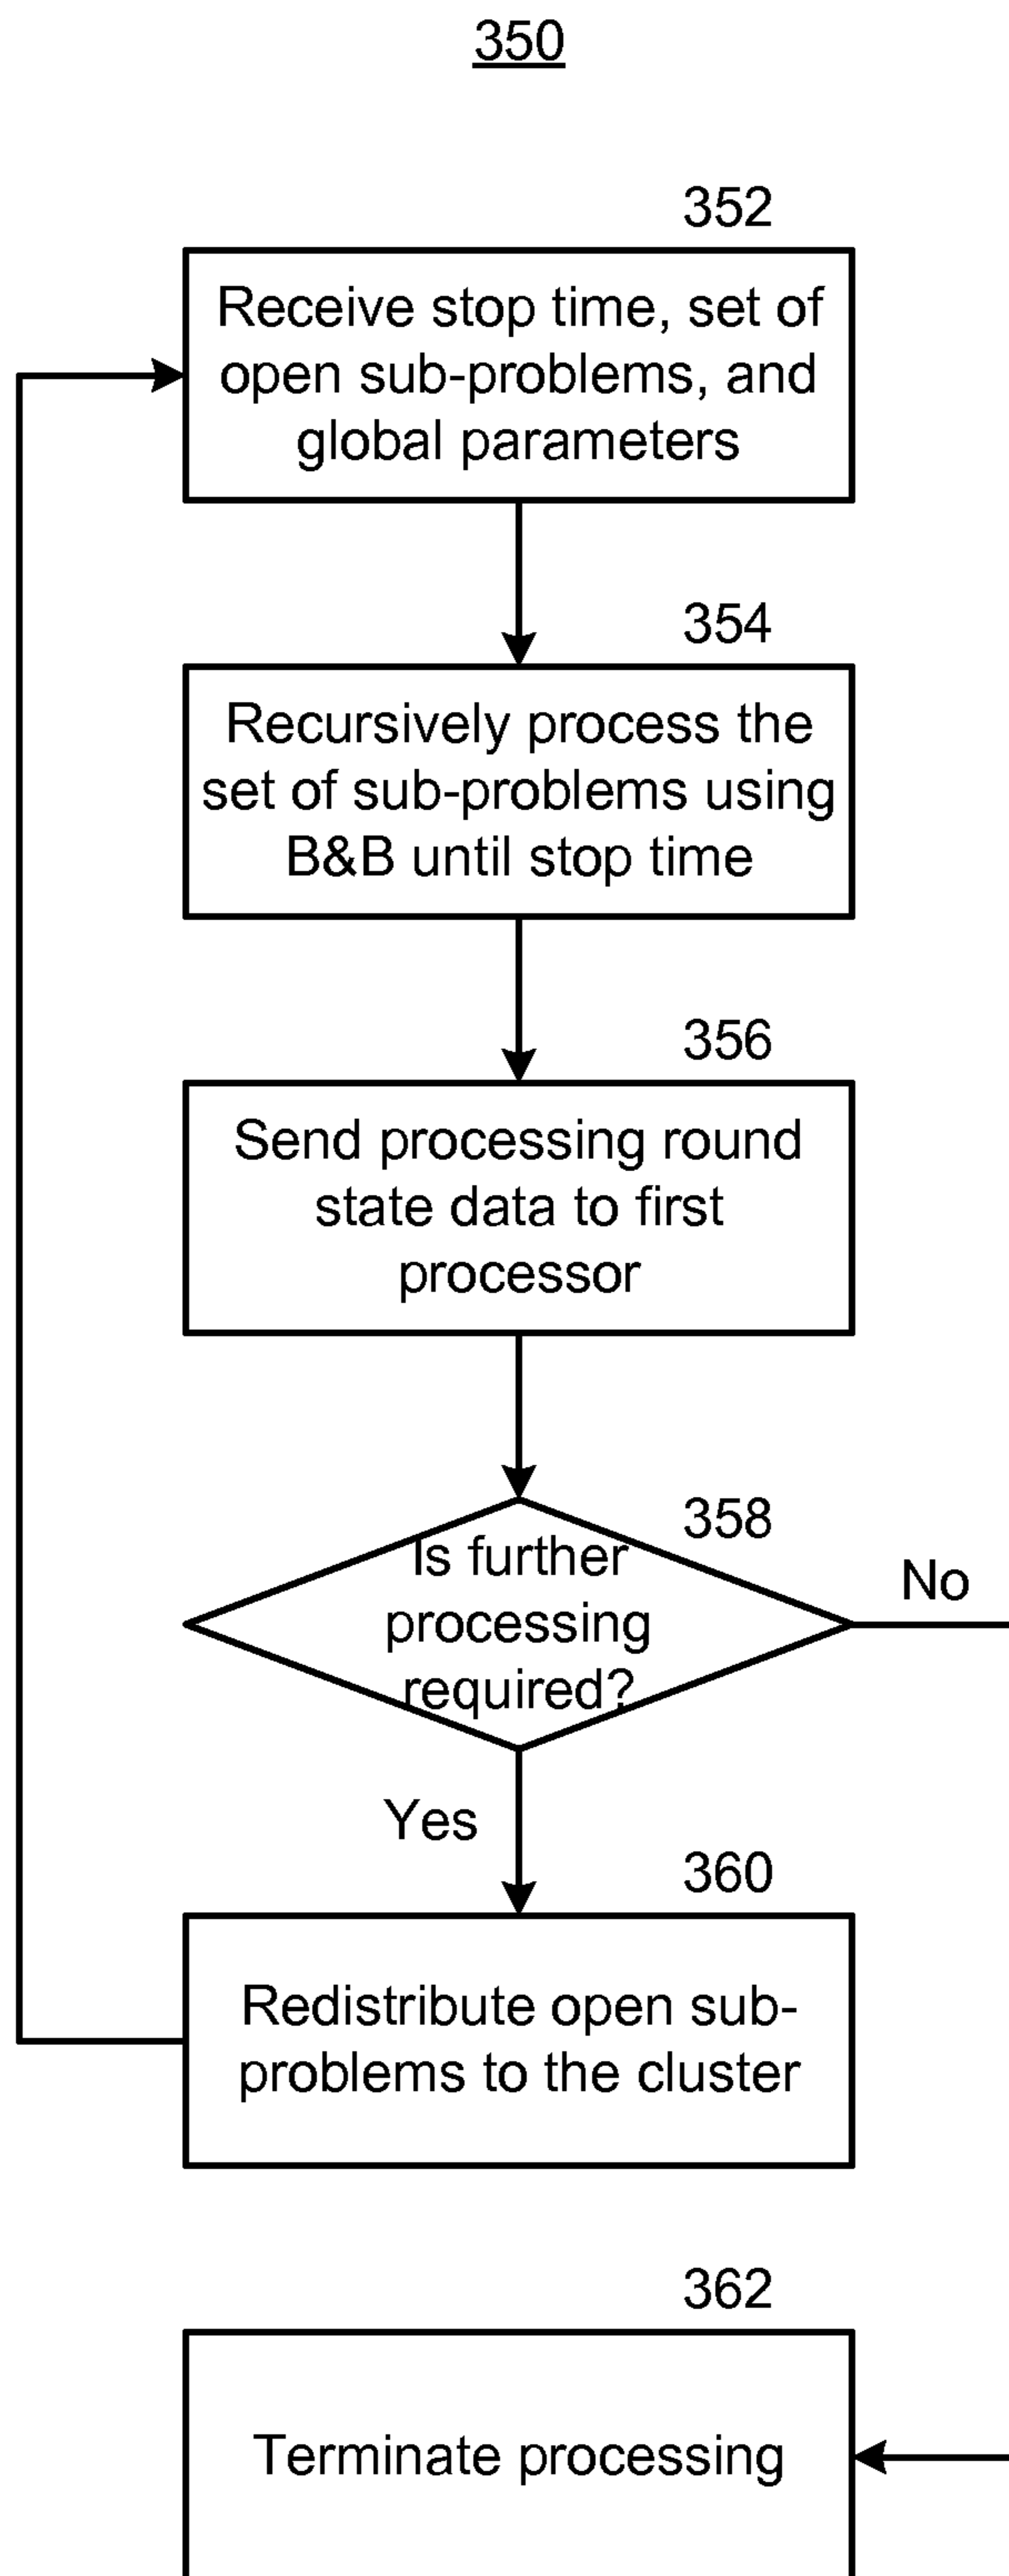 350
352
Receive stop time, set of
open sub-problems, and
global parameters
354
Recursively process the
set of sub-problems using
B&B until stop time
356
Send processing round
state data to first
processor
358
Is further
processing
required?
No
Yes
360
Redistribute open sub-
problems to the cluster
362
Terminate processing